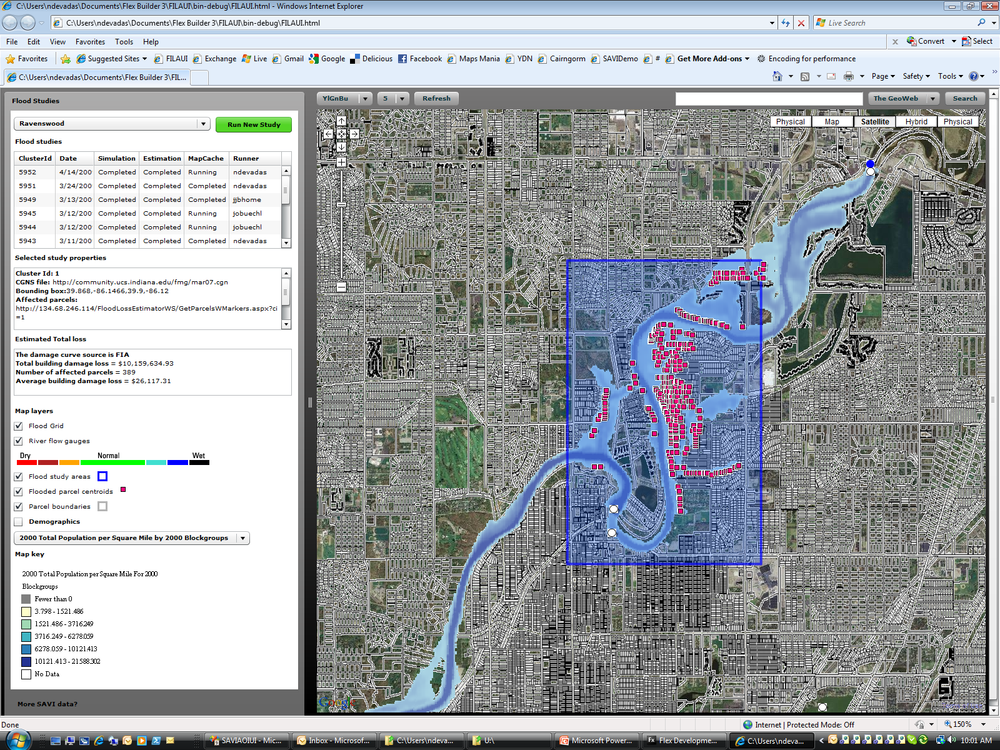 C:\Users\ndevadas\Documents\Flex Builder 3\FILAUI\bin-debug\FILAUI.html - Windows Internet Explorer
C:\Users\ndevadas\Documents\Flex Builder 3\FILAUI\bin-debug\FILAUI.html
Live Search
File Edit View Favorites Tools Help
Convert Select
Favorites Suggested Sites FILAUI Exchange Live Gmail Google Delicious Facebook Maps Mania YDN Cairngorm SAVIDemo # Get More Add-ons Encoding for performance
C:\Users\ndevadas\Documents\Flex Builder 3\FIL...
Page Safety Tools
Flood Studies
YlGnBu 5 Refresh
The GeoWeb Search
Ravenswood Run New Study
Physical Map Satellite Hybrid Physical
Flood studies
ClusterId Date Simulation Estimation MapCache Runner
5952 4/14/200 Completed Completed Running ndevadas
5951 3/24/200 Completed Completed Completed ndevadas
5949 3/13/200 Completed Completed Completed jjbhome
5945 3/12/200 Completed Completed Running jobuechl
5944 3/12/200 Completed Completed Running jobuechl
5943 3/11/200 Completed Completed Completed ndevadas
Selected study properties
Cluster Id: 1
CGNS file: http://community.ucs.indiana.edu/fmg/mar07.cgn
Bounding box:39.868,-86.1466,39.9,-86.12
Affected parcels:
http://134.68.246.114/FloodLossEstimatorWS/GetParcelsWMarkers.aspx?ci
=1
Estimated Total loss
The damage curve source is FIA
Total building damage loss = $10,159,634.93
Number of affected parcels = 389
Average building damage loss = $26,117.31
Map layers
Flood Grid
River flow gauges
Dry Normal Wet
Flood study areas
Flooded parcel centroids
Parcel boundaries
Demographics
2000 Total Population per Square Mile by 2000 Blockgroups
Map key
2000 Total Population per Square Mile For 2000
Blockgroups
Fewer than 0
3.798 - 1521.486
1521.486 - 3716.249
3716.249 - 6278.059
6278.059 - 10121.413
10121.413 - 21588.302
No Data
More SAVI data?
Google
Done
Internet | Protected Mode: Off
150%
SAVIAOIUI - Mic... Inbox - Microsof... C:\Users\ndeva... U:\ Microsoft Power... Flex Developme... C:\Users\ndeva...
10:01 AM